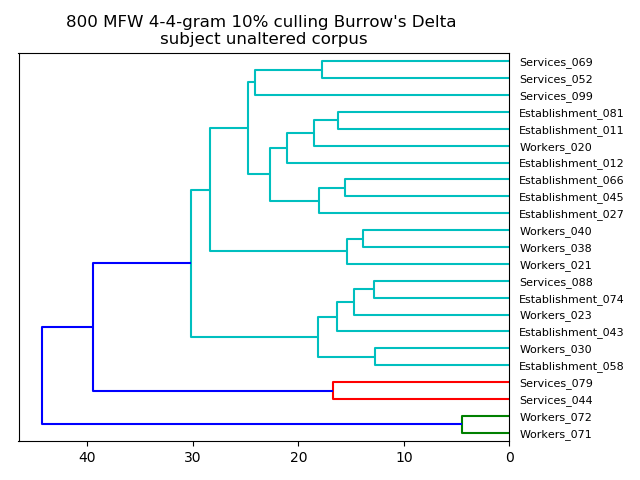 800 MFW 4-4-gram 10% culling Burrow's Delta
subject unaltered corpus
Services_069
Services_052
Services_099
Establishment_081
Establishment_011
Workers_020
Establishment_012
Establishment_066
Establishment_045
Establishment_027
Workers_040
Workers_038
Workers_021
Services_088
Establishment_074
Workers_023
Establishment_043
Workers_030
Establishment_058
Services_079
Services_044
Workers_072
Workers_071
40 30 20 10 0